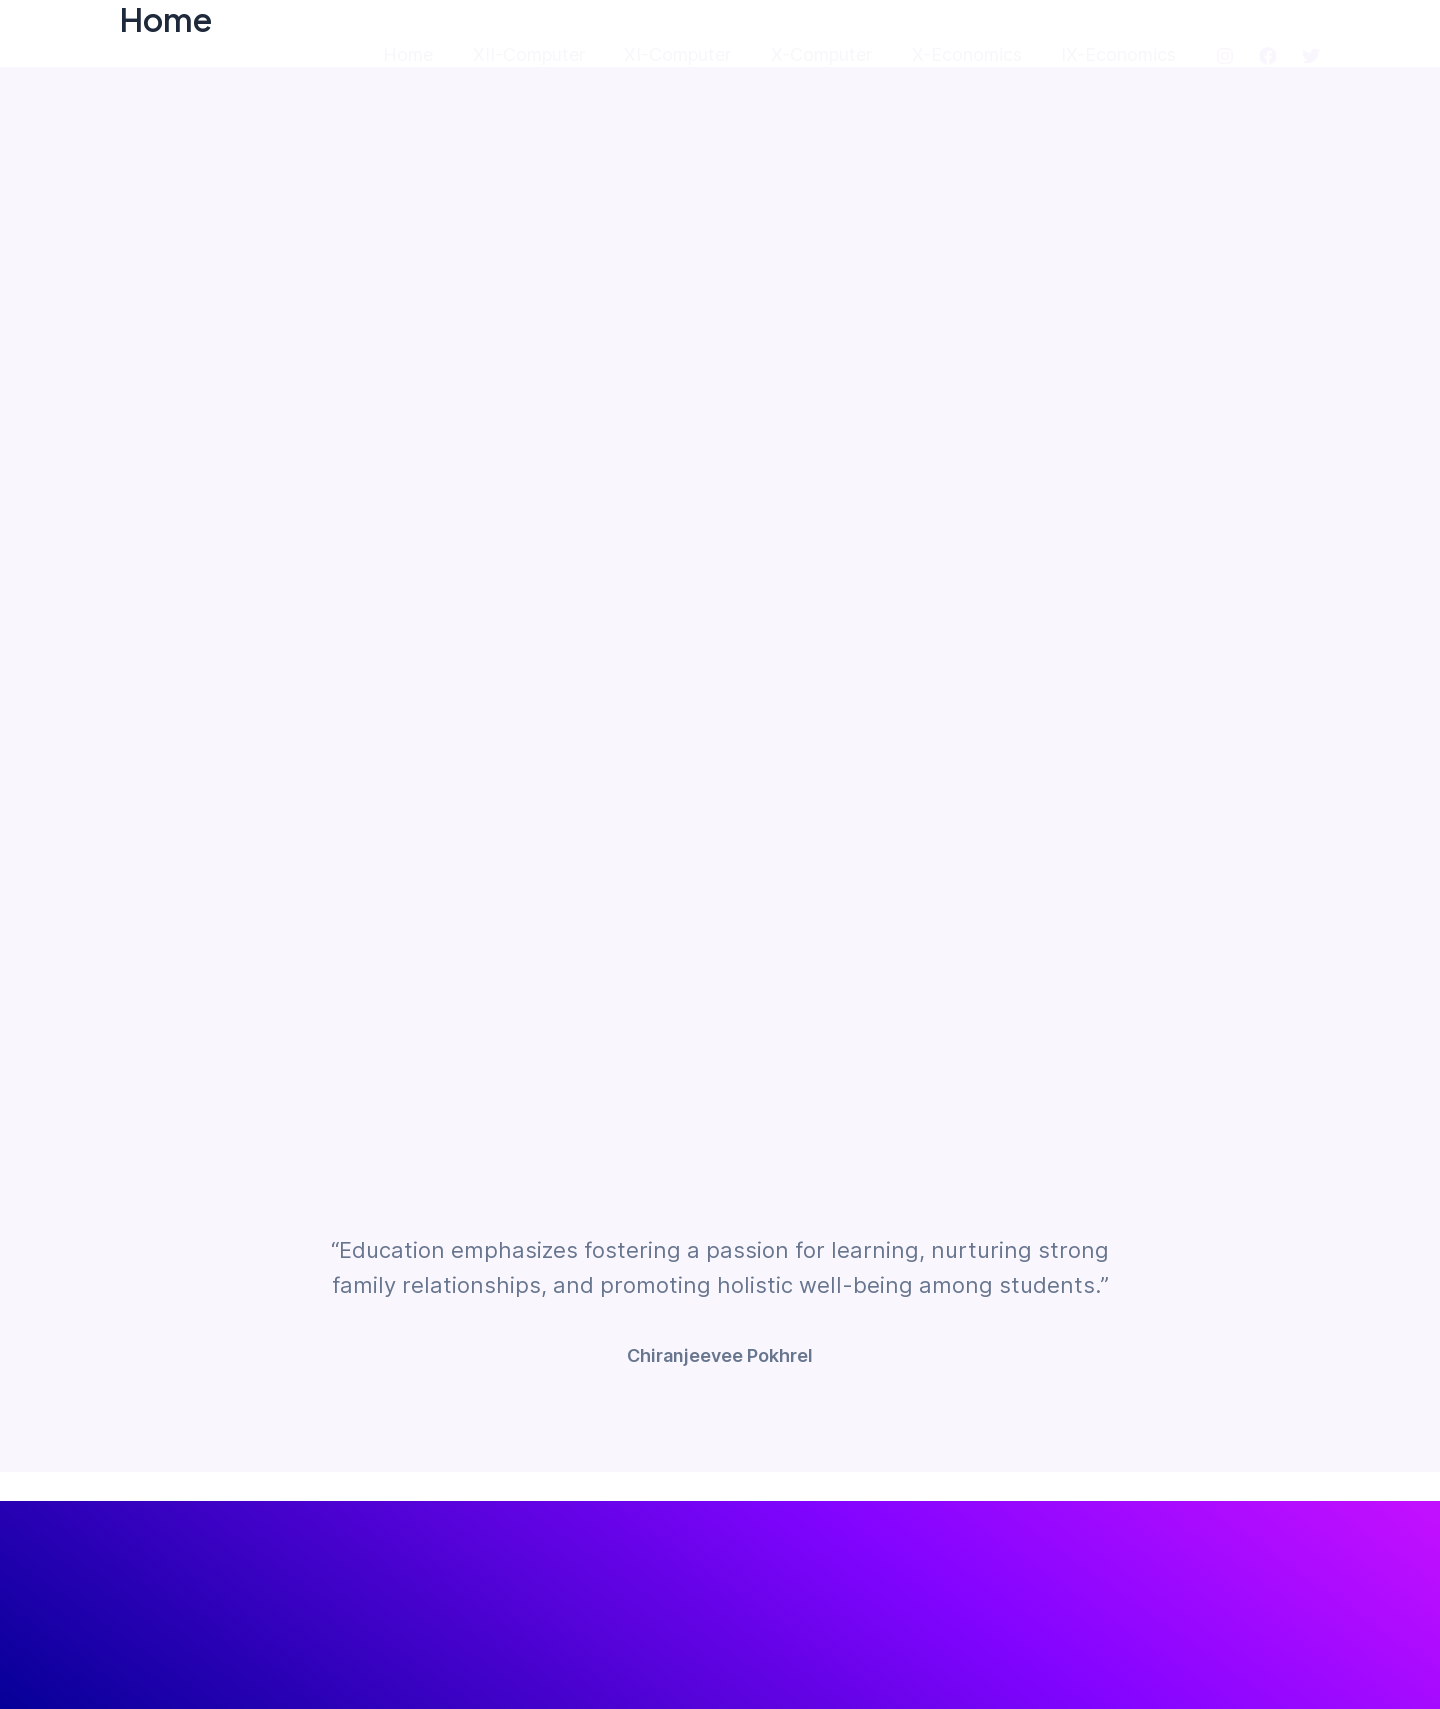 Home
Home XII-Computer XI-Computer X-Computer X-Economics IX-Economics
“Education emphasizes fostering a passion for learning, nurturing strong
family relationships, and promoting holistic well-being among students.”
Chiranjeevee Pokhrel